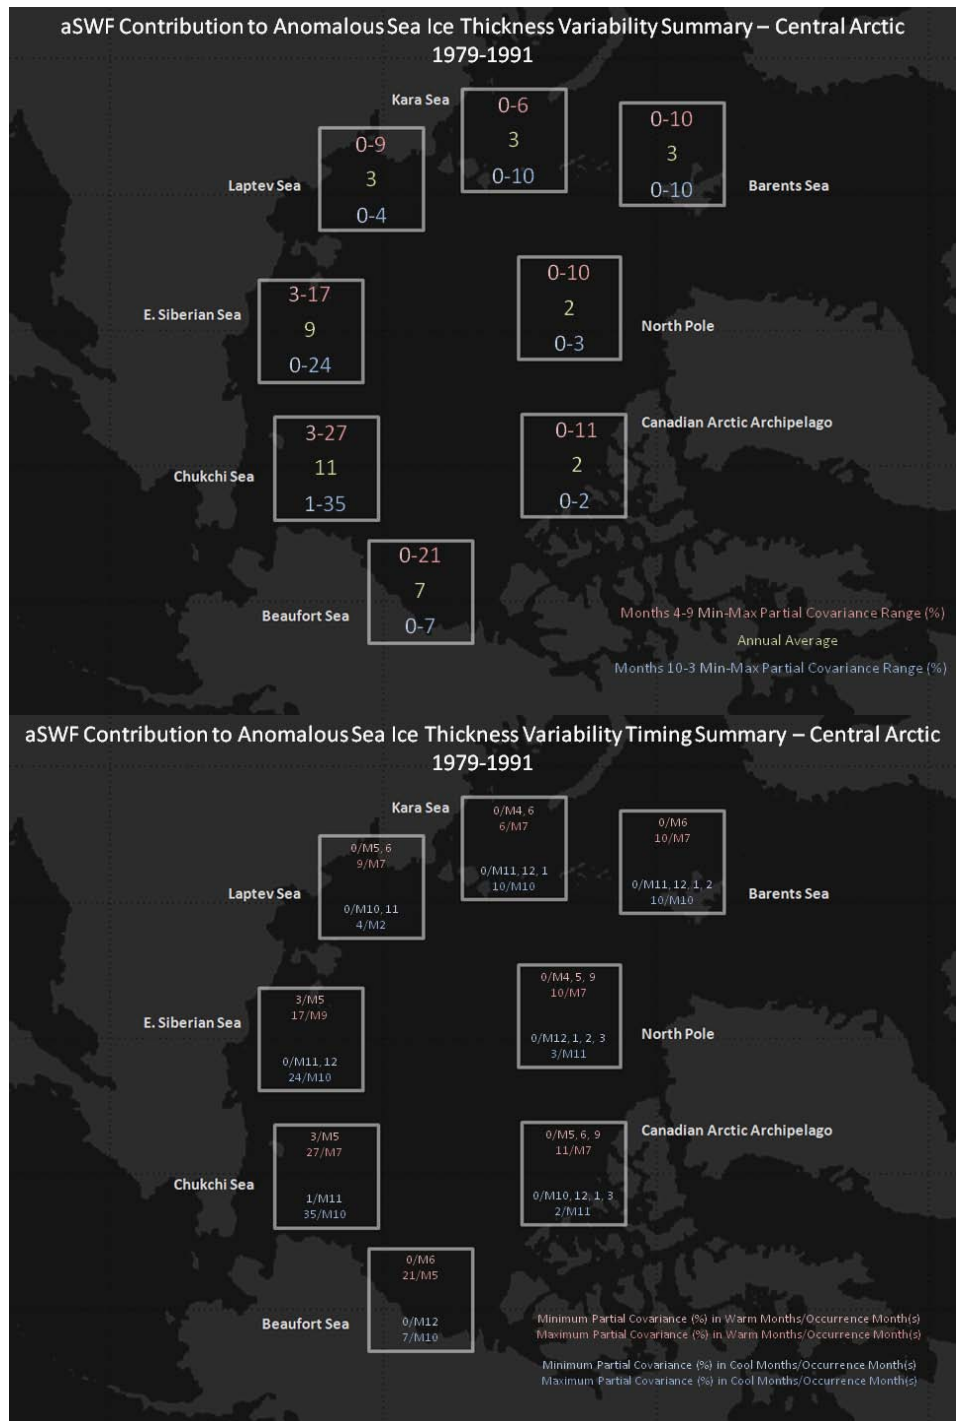 aSWF Contribution to Anomalous Sea Ice Thickness Variability Summary – Central Arctic
1979-1991
Kara Sea
0-6
3
0-10
0-10
3
0-10
Barents Sea
Laptev Sea
0-9
3
0-4
E. Siberian Sea
3-17
9
0-24
0-10
2
0-3
North Pole
Chukchi Sea
3-27
11
1-35
0-11
2
0-2
Canadian Arctic Archipelago
Beaufort Sea
0-21
7
0-7
Months 4-9 Min-Max Partial Covariance Range (%)
Annual Average
Months 10-3 Min-Max Partial Covariance Range (%)
aSWF Contribution to Anomalous Sea Ice Thickness Variability Timing Summary – Central Arctic
1979-1991
Kara Sea
0/M4, 6
6/M7
0/M11, 12, 1
10/M10
0/M6
10/M7
0/M11, 12, 1, 2
10/M10
Barents Sea
Laptev Sea
0/M5, 6
9/M7
0/M10, 11
4/M2
E. Siberian Sea
3/M5
17/M9
0/M11, 12
24/M10
0/M4, 5, 9
10/M7
0/M12, 1, 2, 3
3/M11
North Pole
Chukchi Sea
3/M5
27/M7
1/M11
35/M10
0/M5, 6, 9
11/M7
0/M10, 12, 1, 3
2/M11
Canadian Arctic Archipelago
Beaufort Sea
0/M6
21/M5
0/M12
7/M10
Minimum Partial Covariance (%) in Warm Months/Occurrence Month(s)
Maximum Partial Covariance (%) in Warm Months/Occurrence Month(s)
Minimum Partial Covariance (%) in Cool Months/Occurrence Month(s)
Maximum Partial Covariance (%) in Cool Months/Occurrence Month(s)